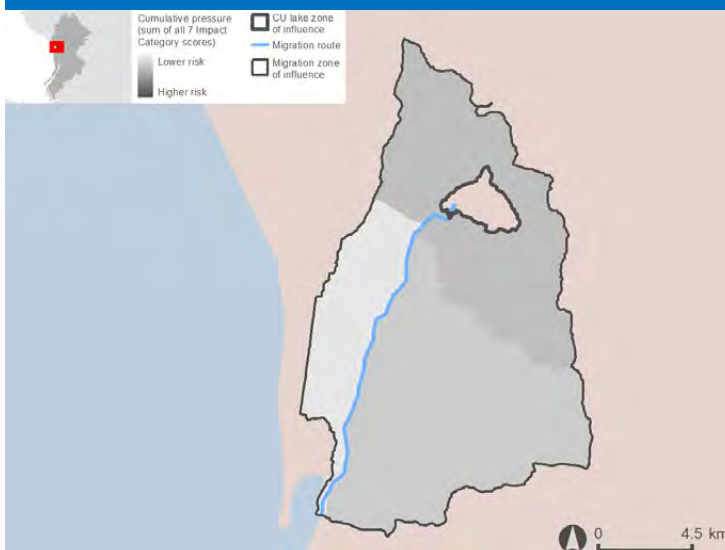 Cumulative pressure
(sum of all 7 Impact
Category scores)
Lower risk
Higher risk
CU lake zone
of influence
Migration route
Migration zone
of influence
0 4.5 km